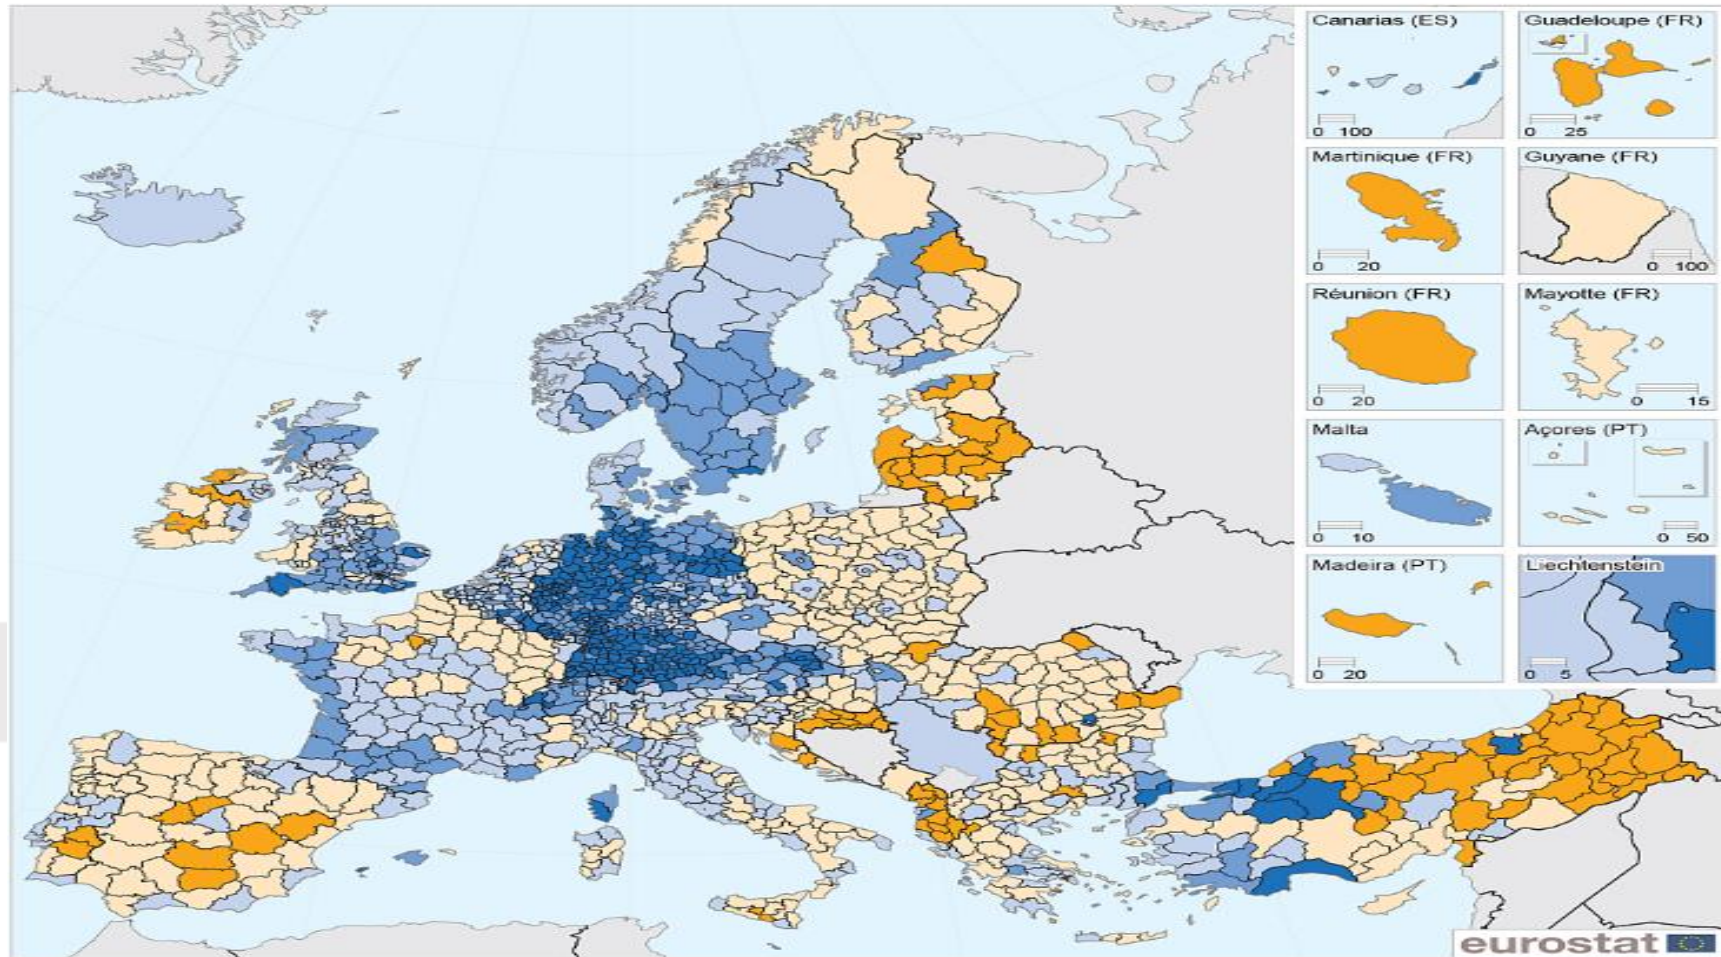 Canarias (ES)
0 100
Guadeloupe (FR)
0 25
Martinique (FR)
0 20
Guyane (FR)
0 100
Réunion (FR)
0 20
Mayotte (FR)
0 15
Malta
0 10
Açores (PT)
0 50
Madeira (PT)
0 20
Liechtenstein
0 5
eurostat